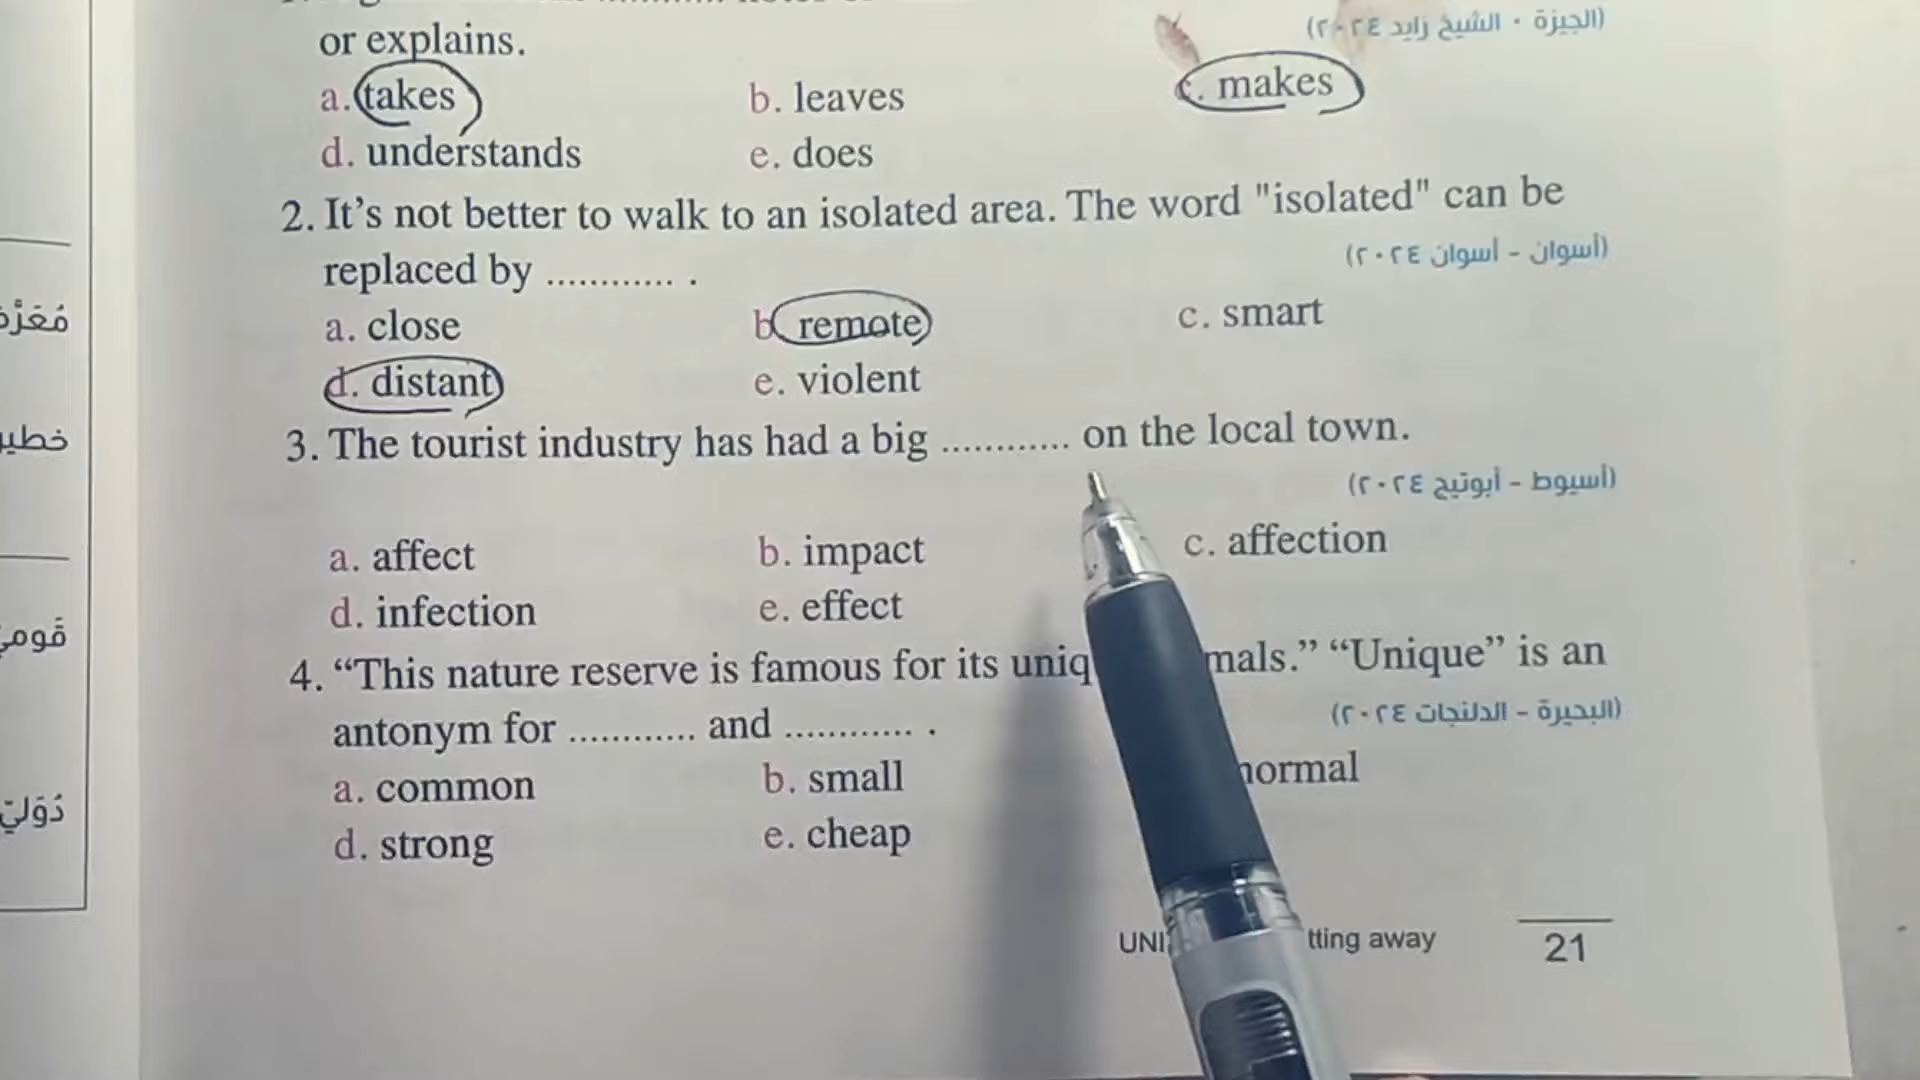 or explains.
(الجيزة - الشيخ زايد ٢٠٢٤)
a. takes b. leaves c. makes
d. understands e. does
2. It’s not better to walk to an isolated area. The word "isolated" can be
replaced by ............ .
(أسوان - أسوان ٢٠٢٤)
a. close b. remote c. smart
d. distant e. violent
3. The tourist industry has had a big ............ on the local town.
(أسيوط - أبوتيج ٢٠٢٤)
a. affect b. impact c. affection
d. infection e. effect
4. “This nature reserve is famous for its uniq mals.” “Unique” is an
antonym for ............ and ............ .
(البحيرة - الدلنجات ٢٠٢٤)
a. common b. small normal
d. strong e. cheap
UNI tting away 21
خطير